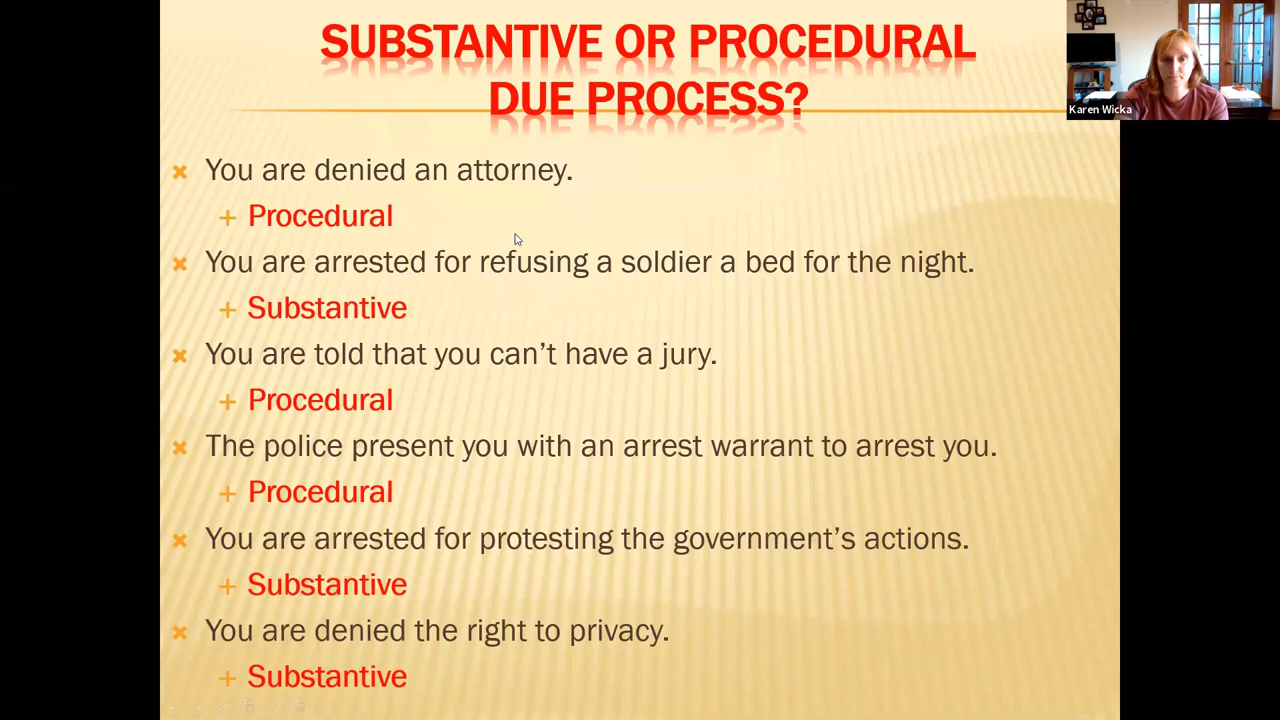 SUBSTANTIVE OR PROCEDURAL
DUE PROCESS?
Karen Wicka
You are denied an attorney.
Procedural
You are arrested for refusing a soldier a bed for the night.
Substantive
You are told that you can’t have a jury.
Procedural
The police present you with an arrest warrant to arrest you.
Procedural
You are arrested for protesting the government’s actions.
Substantive
You are denied the right to privacy.
Substantive